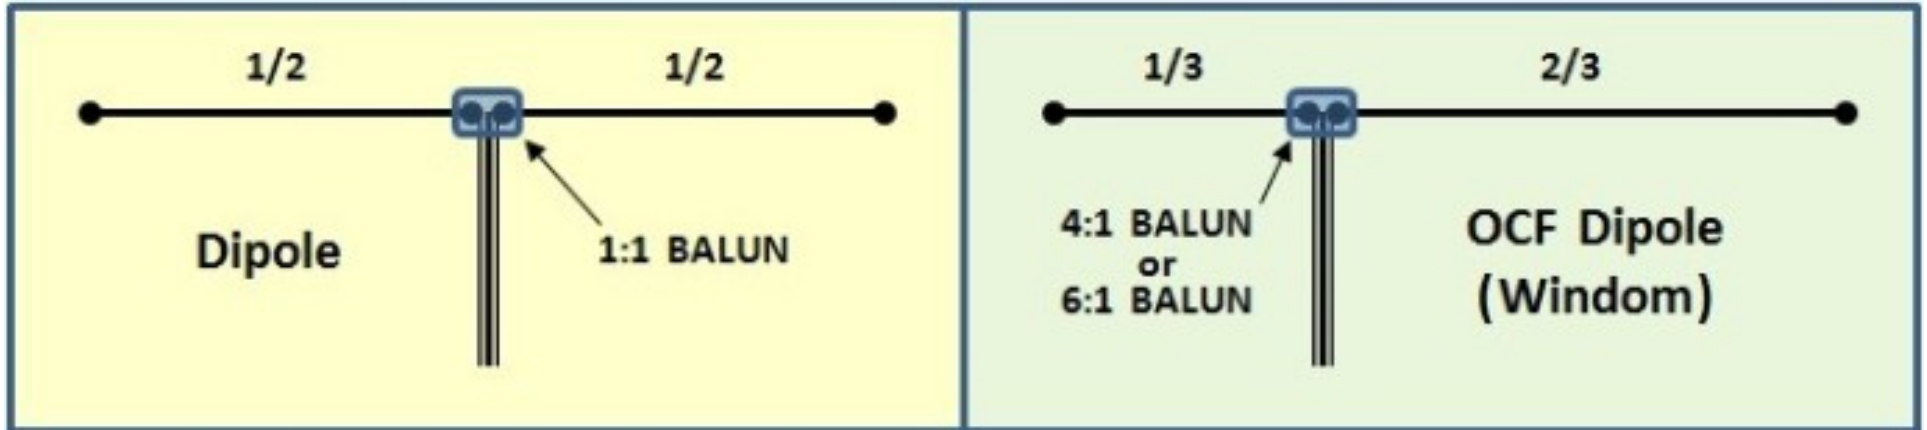 1/2 1/2
Dipole
1:1 BALUN
1/3 2/3
4:1 BALUN
or
6:1 BALUN
OCF Dipole
(Windom)